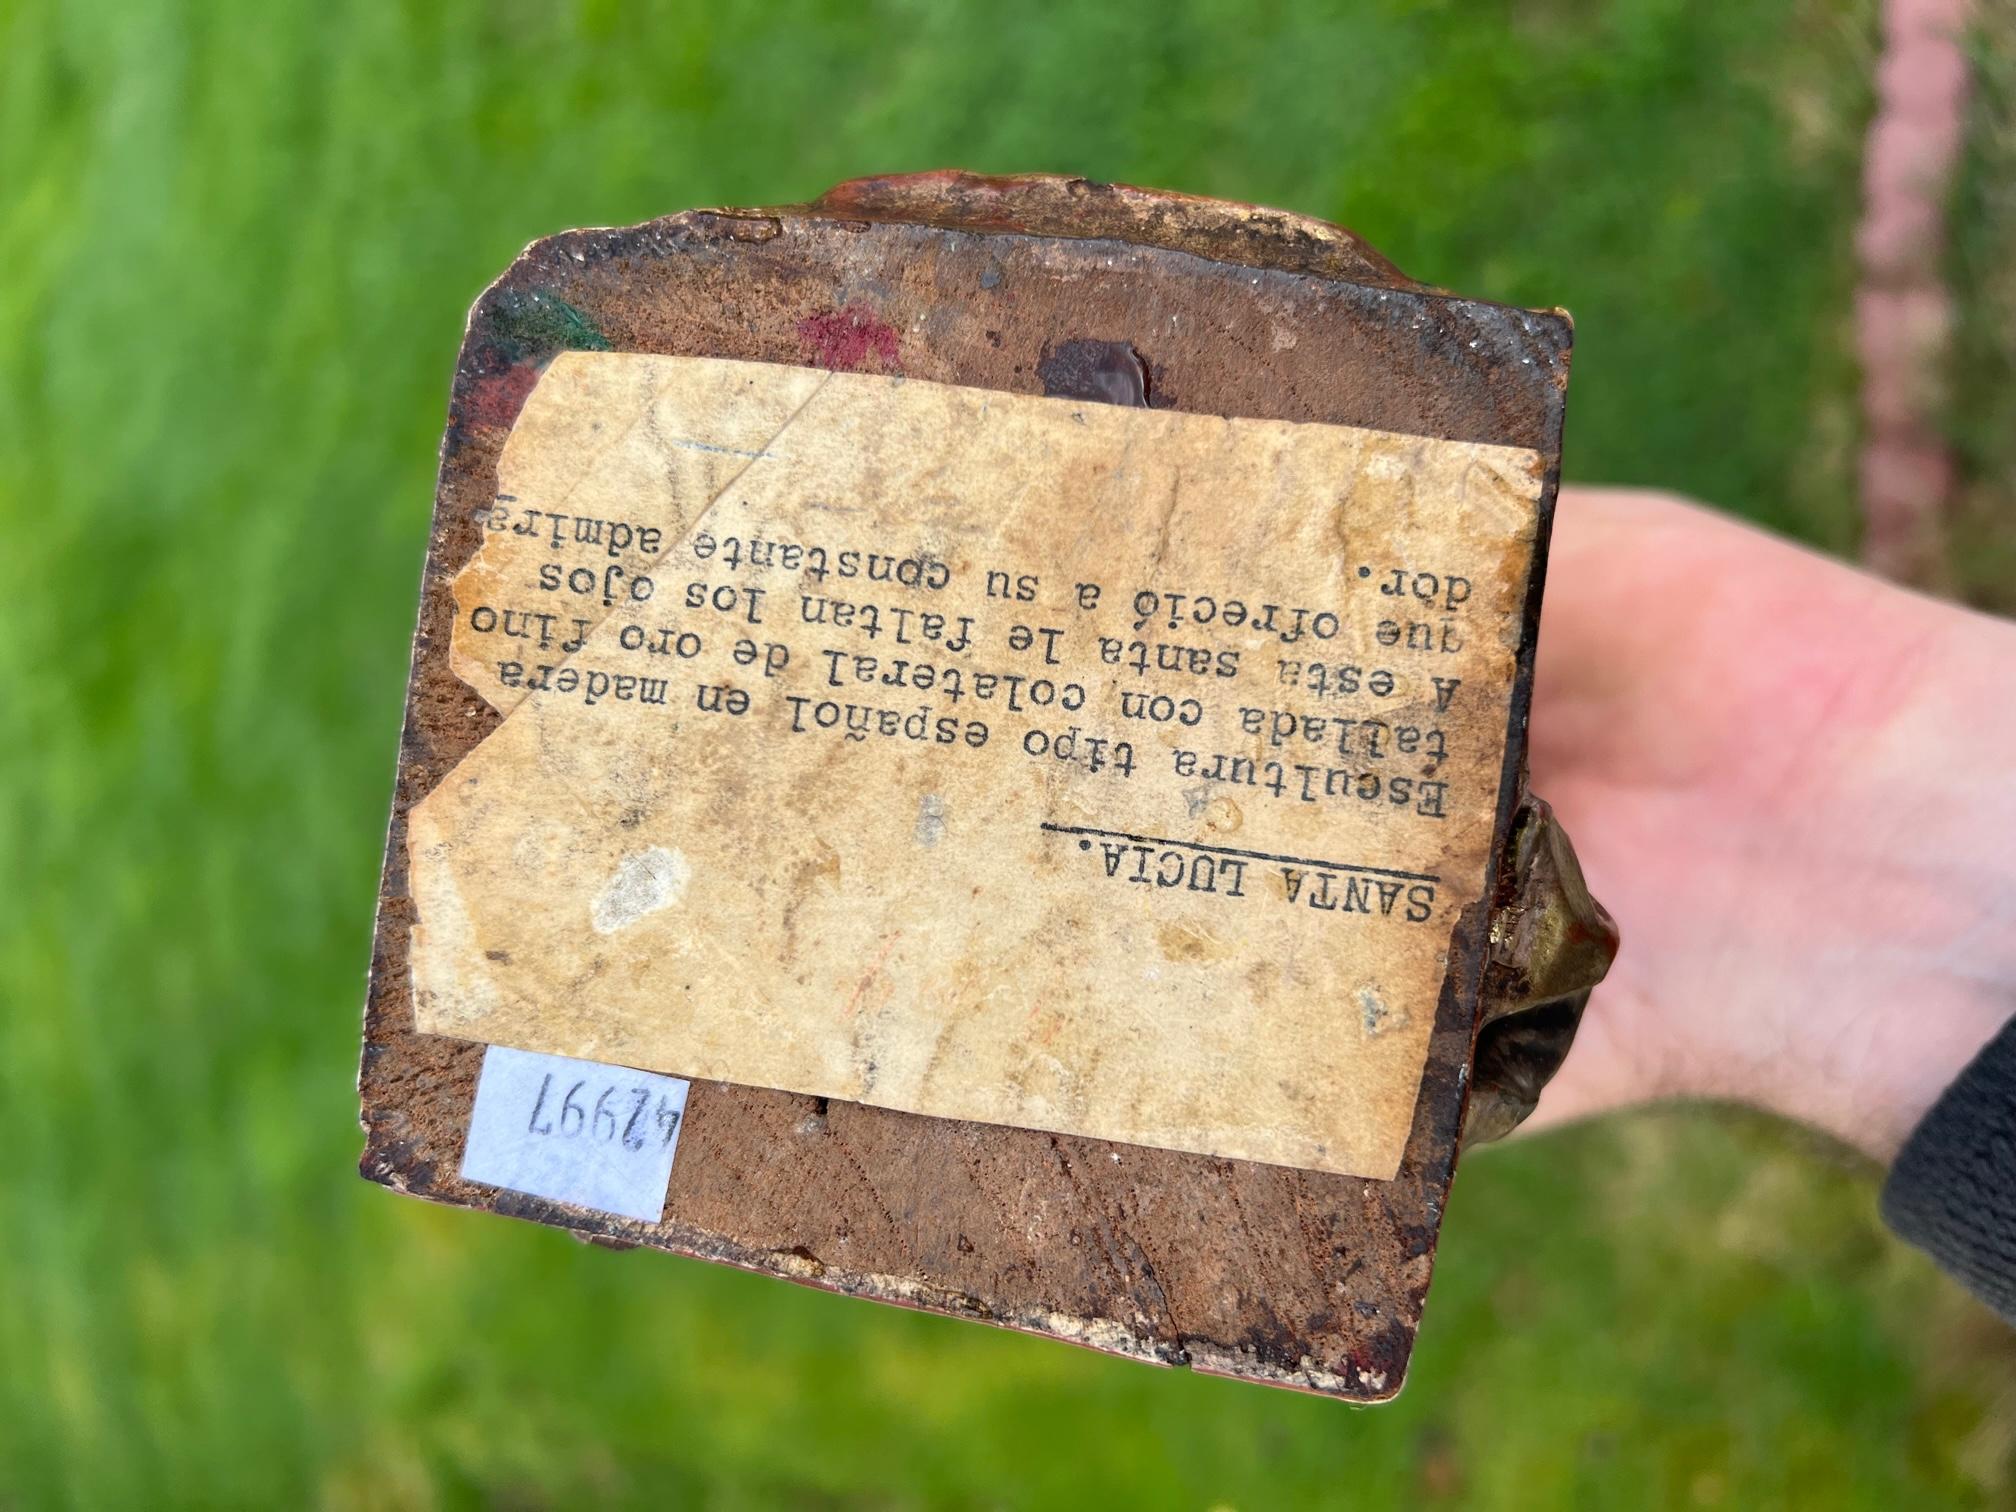 42997
SANTA LUCIA.
Escultura tipo español en madera
tallada con colateral de oro fino
A esta santa le faltan los ojos
que ofreció a su constante admira
dor.